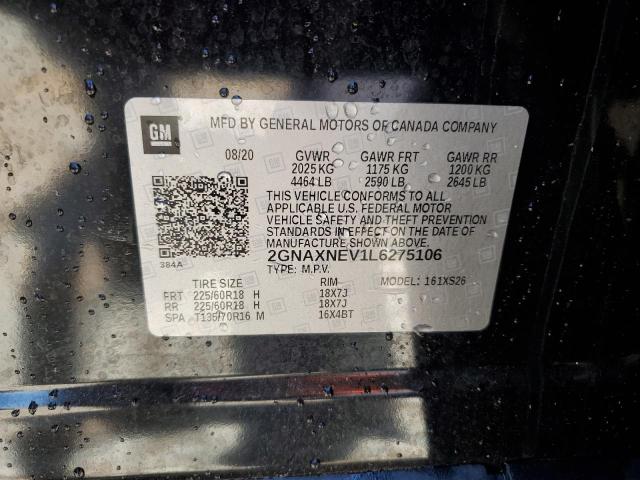 GM
MFD BY GENERAL MOTORS OF CANADA COMPANY
08/20 GVWR GAWR FRT GAWR RR
2025 KG 1175 KG 1200 KG
4464 LB 2590 LB 2645 LB
THIS VEHICLE CONFORMS TO ALL
APPLICABLE U.S. FEDERAL MOTOR
VEHICLE SAFETY AND THEFT PREVENTION
STANDARDS IN EFFECT ON THE DATE
OF MANUFACTURE SHOWN ABOVE.
384A 2GNAXNEV1L6275106
TYPE: M.P.V. MODEL: 161XS26
TIRE SIZE RIM
FRT 225/60R18 H 18X7J
RR 225/60R18 H 18X7J
SPA T135/70R16 M 16X4BT